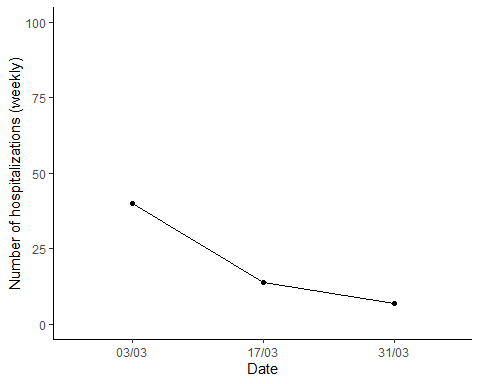 Number of hospitalizations (weekly)
100
75
50
25
0
03/03 17/03 31/03
Date